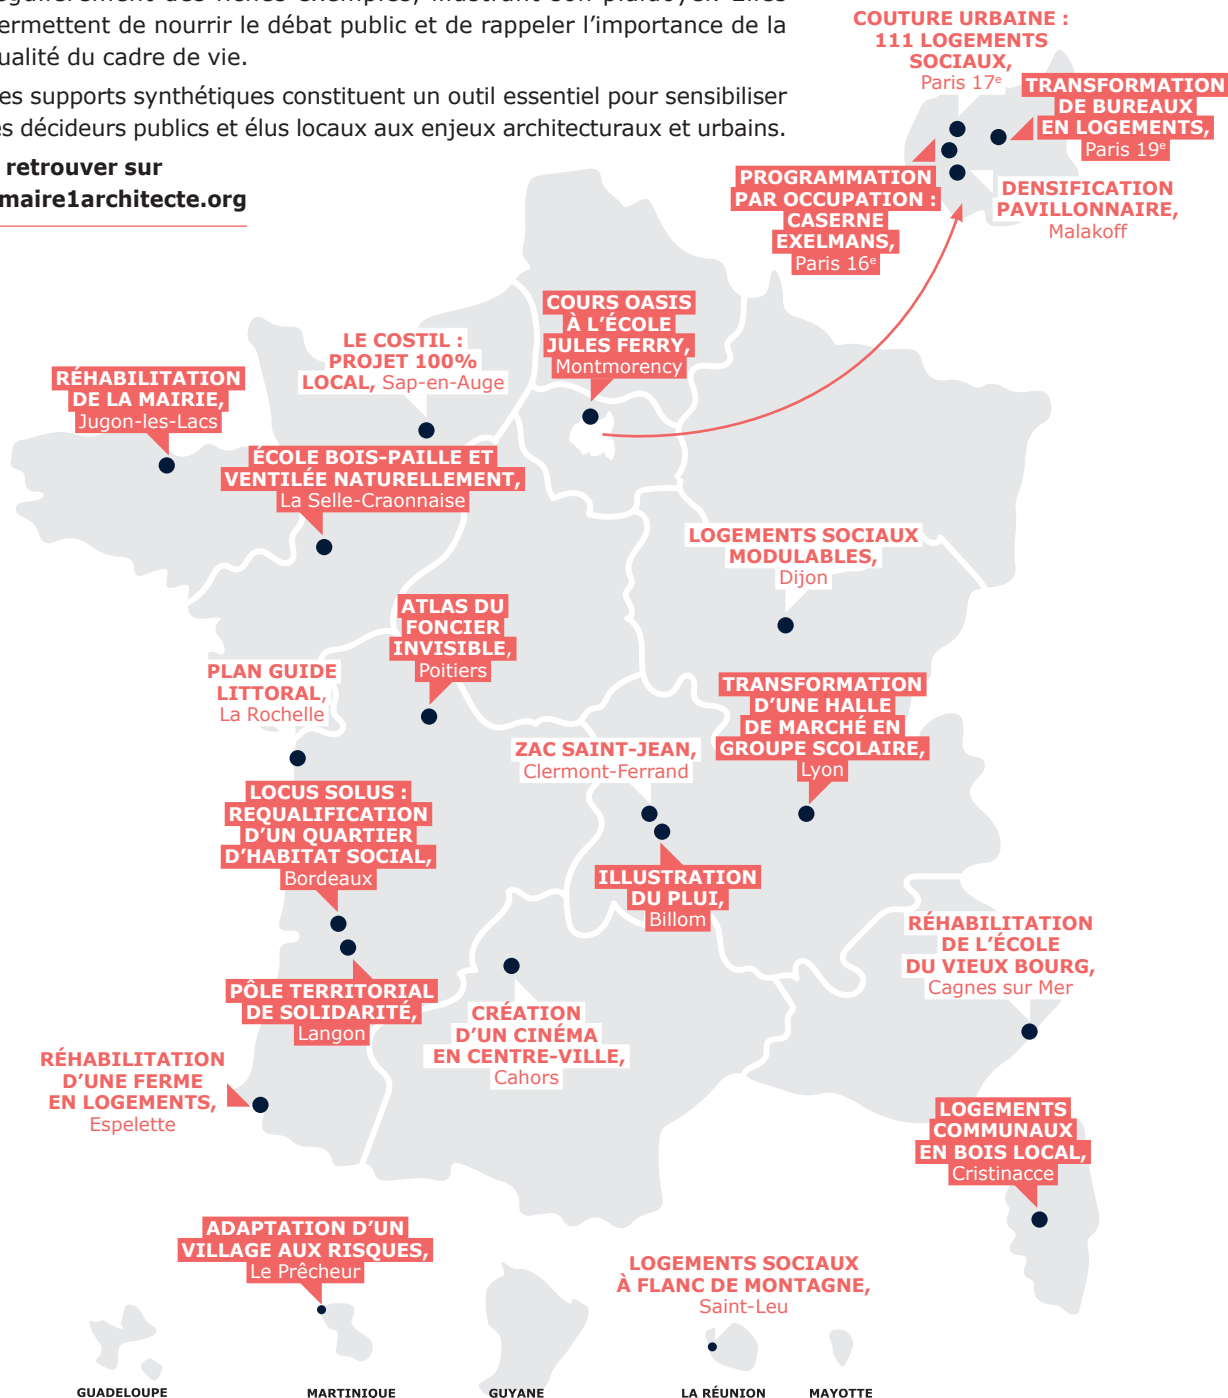 ermettent de nourrir le débat public et de rappeler l’importance de la
ualité du cadre de vie.
es supports synthétiques constituent un outil essentiel pour sensibiliser
es décideurs publics et élus locaux aux enjeux architecturaux et urbains.
retrouver sur
maire1architecte.org
COUTURE URBAINE :
111 LOGEMENTS
SOCIAUX,
Paris 17e
TRANSFORMATION
DE BUREAUX
EN LOGEMENTS,
Paris 19e
PROGRAMMATION
PAR OCCUPATION :
CASERNE
EXELMANS,
Paris 16e
DENSIFICATION
PAVILLONNAIRE,
Malakoff
COURS OASIS
À L’ÉCOLE
JULES FERRY,
Montmorency
LE COSTIL :
PROJET 100%
LOCAL, Sap-en-Auge
RÉHABILITATION
DE LA MAIRIE,
Jugon-les-Lacs
ÉCOLE BOIS-PAILLE ET
VENTILÉE NATURELLEMENT,
La Selle-Craonnaise
LOGEMENTS SOCIAUX
MODULABLES,
Dijon
ATLAS DU
FONCIER
INVISIBLE,
Poitiers
PLAN GUIDE
LITTORAL,
La Rochelle
TRANSFORMATION
D’UNE HALLE
DE MARCHÉ EN
GROUPE SCOLAIRE,
Lyon
ZAC SAINT-JEAN,
Clermont-Ferrand
LOCUS SOLUS :
REQUALIFICATION
D’UN QUARTIER
D’HABITAT SOCIAL,
Bordeaux
ILLUSTRATION
DU PLUI,
Billom
RÉHABILITATION
DE L’ÉCOLE
DU VIEUX BOURG,
Cagnes sur Mer
PÔLE TERRITORIAL
DE SOLIDARITÉ,
Langon
CRÉATION
D’UN CINÉMA
EN CENTRE-VILLE,
Cahors
RÉHABILITATION
D’UNE FERME
EN LOGEMENTS,
Espelette
LOGEMENTS
COMMUNAUX
EN BOIS LOCAL,
Cristinacce
ADAPTATION D’UN
VILLAGE AUX RISQUES,
Le Prêcheur
LOGEMENTS SOCIAUX
À FLANC DE MONTAGNE,
Saint-Leu
GUADELOUPE
MARTINIQUE
GUYANE
LA RÉUNION
MAYOTTE